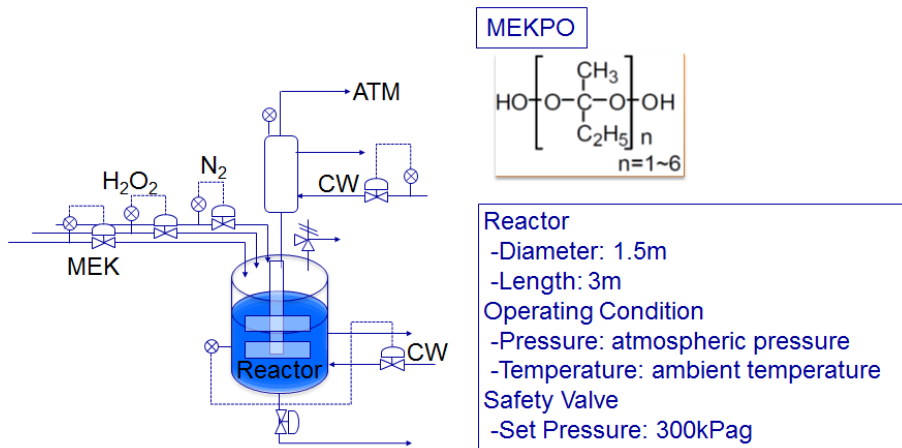 MEKPO
ATM
CH₃
HO-[-O-C-O-]-OH
C₂H₅
n
n=1~6
N₂
H₂O₂
CW
MEK
CW
Reactor
Reactor
-Diameter: 1.5m
-Length: 3m
Operating Condition
-Pressure: atmospheric pressure
-Temperature: ambient temperature
Safety Valve
-Set Pressure: 300kPag